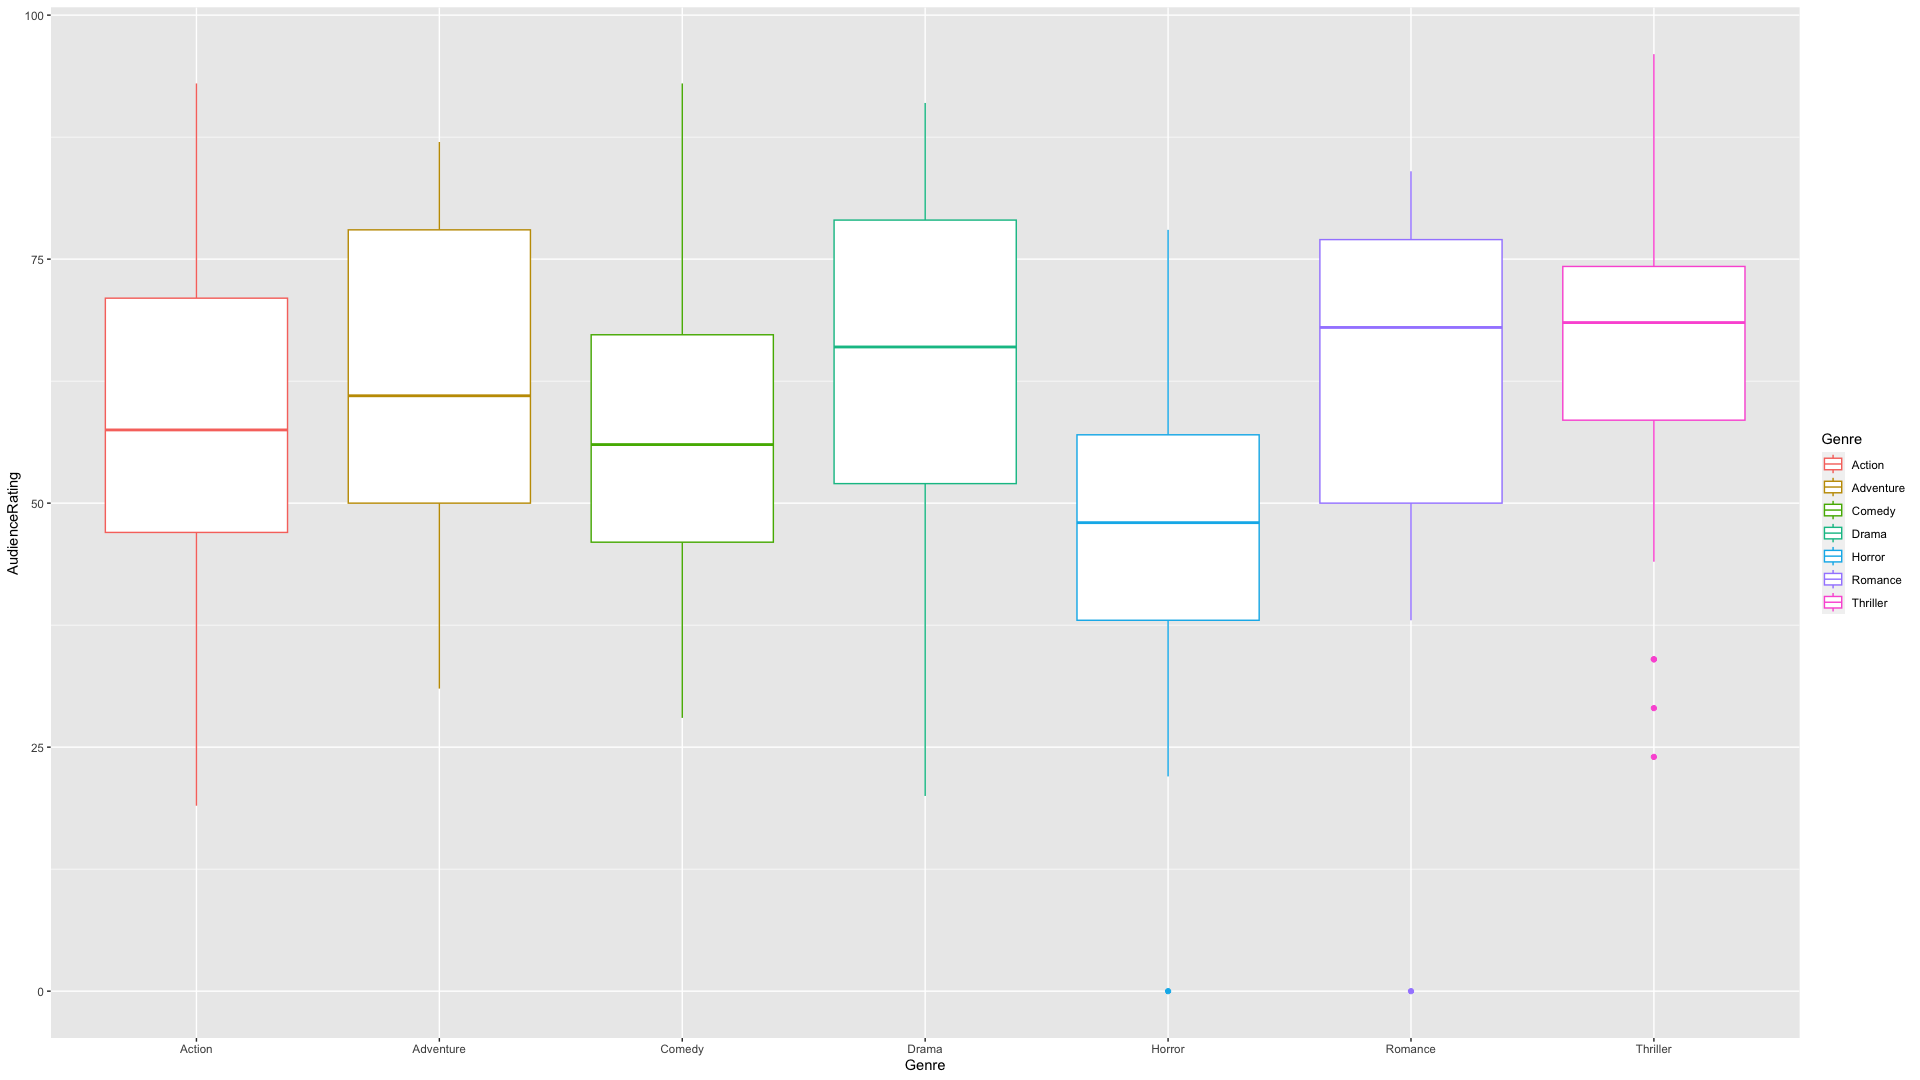 100
75
50
25
0
AudienceRating
Action
Adventure
Comedy
Drama
Horror
Romance
Thriller
Genre
Genre
Action
Adventure
Comedy
Drama
Horror
Romance
Thriller